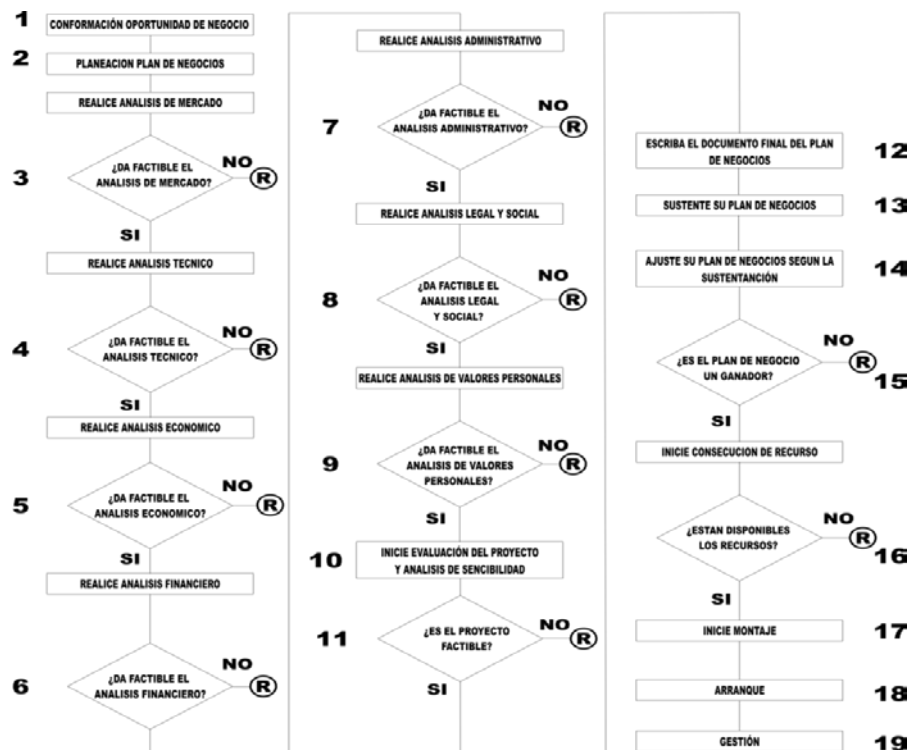 1
CONFORMACIÓN OPORTUNIDAD DE NEGOCIO
2
PLANEACION PLAN DE NEGOCIOS
REALICE ANALISIS DE MERCADO
3
¿DA FACTIBLE EL
ANALISIS DE MERCADO?
NO
R
SI
REALICE ANALISIS TECNICO
4
¿DA FACTIBLE EL
ANALISIS TECNICO?
NO
R
SI
REALICE ANALISIS ECONOMICO
5
¿DA FACTIBLE EL
ANALISIS ECONOMICO?
NO
R
SI
REALICE ANALISIS FINANCIERO
6
¿DA FACTIBLE EL
ANALISIS FINANCIERO?
NO
R
REALICE ANALISIS ADMINISTRATIVO
7
¿DA FACTIBLE EL
ANALISIS ADMINISTRATIVO?
NO
R
SI
REALICE ANALISIS LEGAL Y SOCIAL
8
¿DA FACTIBLE EL
ANALISIS LEGAL
Y SOCIAL?
NO
R
SI
REALICE ANALISIS DE VALORES PERSONALES
9
¿DA FACTIBLE EL
ANALISIS DE VALORES
PERSONALES?
NO
R
SI
10
INICIE EVALUACIÓN DEL PROYECTO
Y ANALISIS DE SENCIBILIDAD
11
¿ES EL PROYECTO
FACTIBLE?
NO
R
SI
ESCRIBA EL DOCUMENTO FINAL DEL PLAN
DE NEGOCIOS
12
SUSTENTE SU PLAN DE NEGOCIOS
13
AJUSTE SU PLAN DE NEGOCIOS SEGUN LA
SUSTENTANCIÓN
14
¿ES EL PLAN DE NEGOCIO
UN GANADOR?
NO
R
15
SI
INICIE CONSECUCION DE RECURSO
¿ESTAN DISPONIBLES
LOS RECURSOS?
NO
R
16
SI
INICIE MONTAJE
17
ARRANQUE
18
GESTIÓN
19